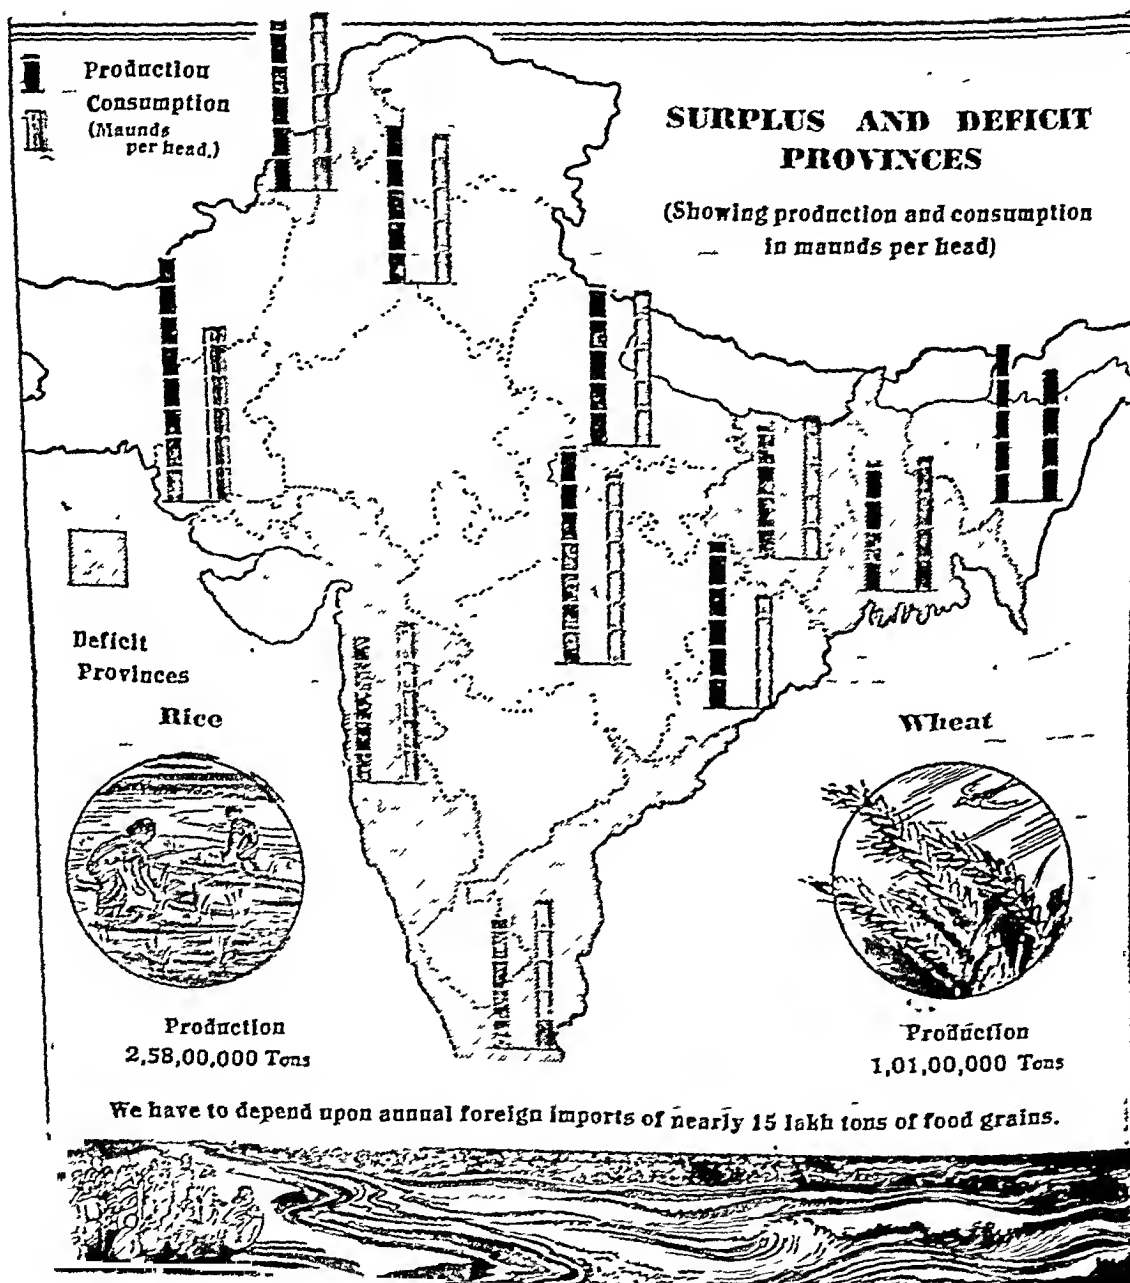 Production
Consumption
(Maunds
per head.)
SURPLUS AND DEFICIT
PROVINCES
(Showing production and consumption
in maunds per head)
Deficit
Provinces
Rice
Wheat
Production
2,58,00,000 Tons
Production
1,01,00,000 Tons
We have to depend upon annual foreign imports of nearly 15 lakh tons of food grains.